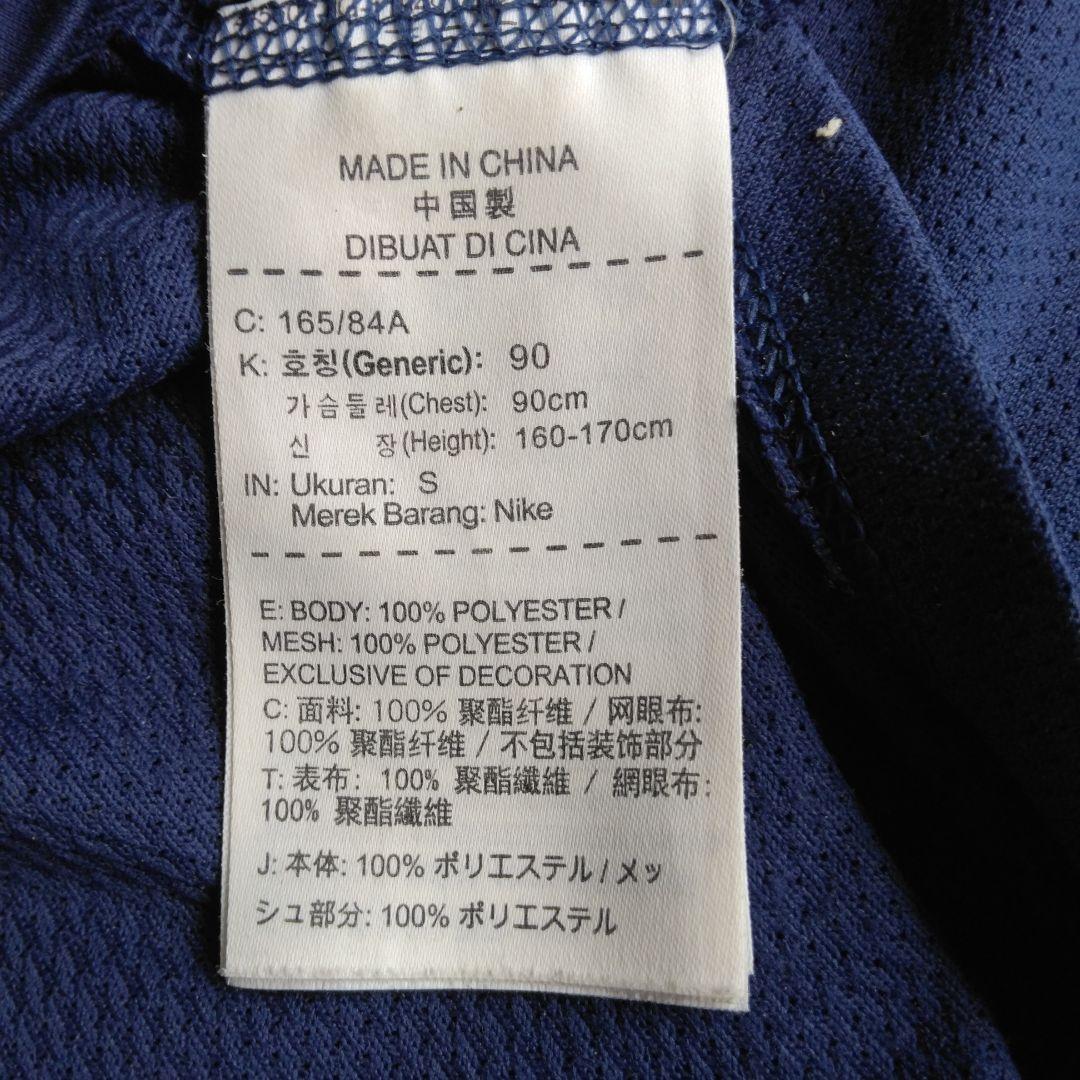 MADE IN CHINA
中国製
DIBUAT DI CINA
C: 165/84A
K: 호칭(Generic): 90
가슴둘레(Chest): 90cm
신 장(Height): 160-170cm
IN: Ukuran: S
Merek Barang: Nike
E: BODY: 100% POLYESTER /
MESH: 100% POLYESTER /
EXCLUSIVE OF DECORATION
C: 面料: 100% 聚酯纤维 / 网眼布:
100% 聚酯纤维 / 不包括装饰部分
T: 表布: 100% 聚酯纖維 / 網眼布:
100% 聚酯纖維
J: 本体: 100% ポリエステル / メッ
シュ部分: 100% ポリエステル